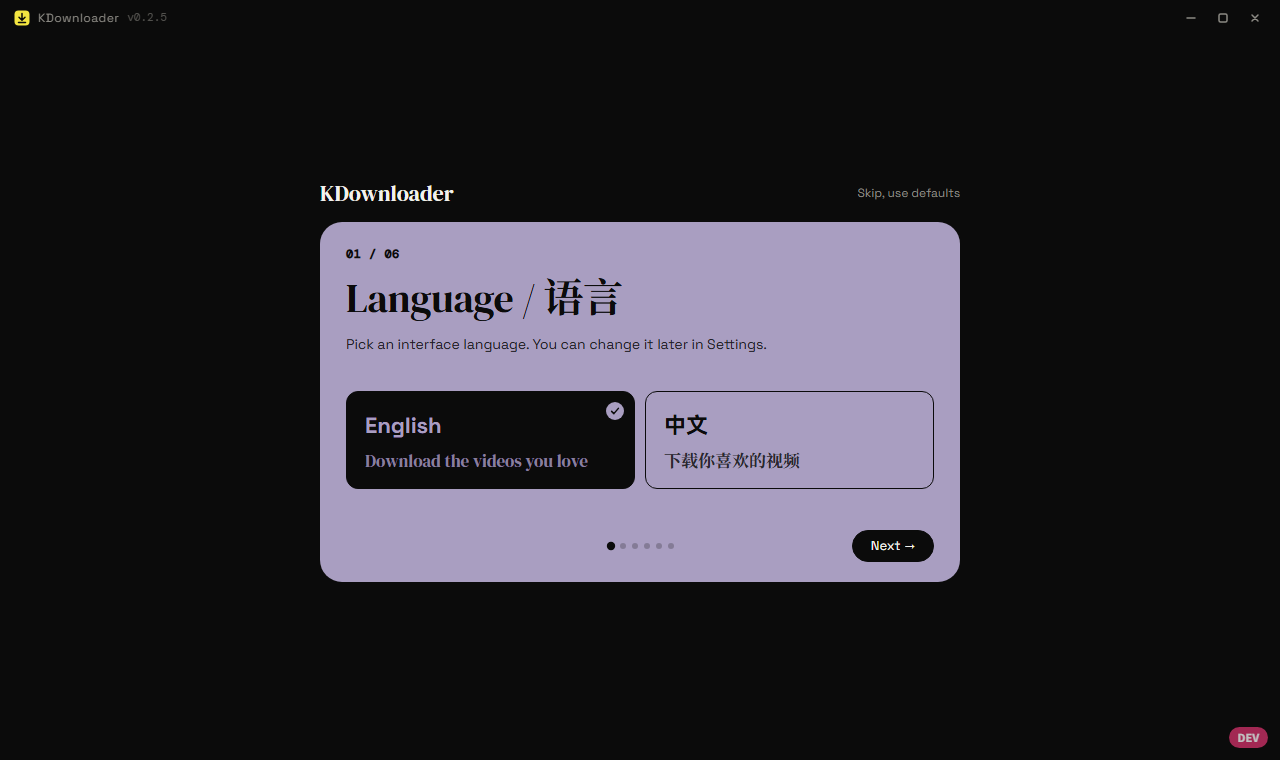 KDownloader v0.2.5
KDownloader
Skip, use defaults
01 / 06
Language / 语言
Pick an interface language. You can change it later in Settings.
English
Download the videos you love
中文
下载你喜欢的视频
Next →
DEV